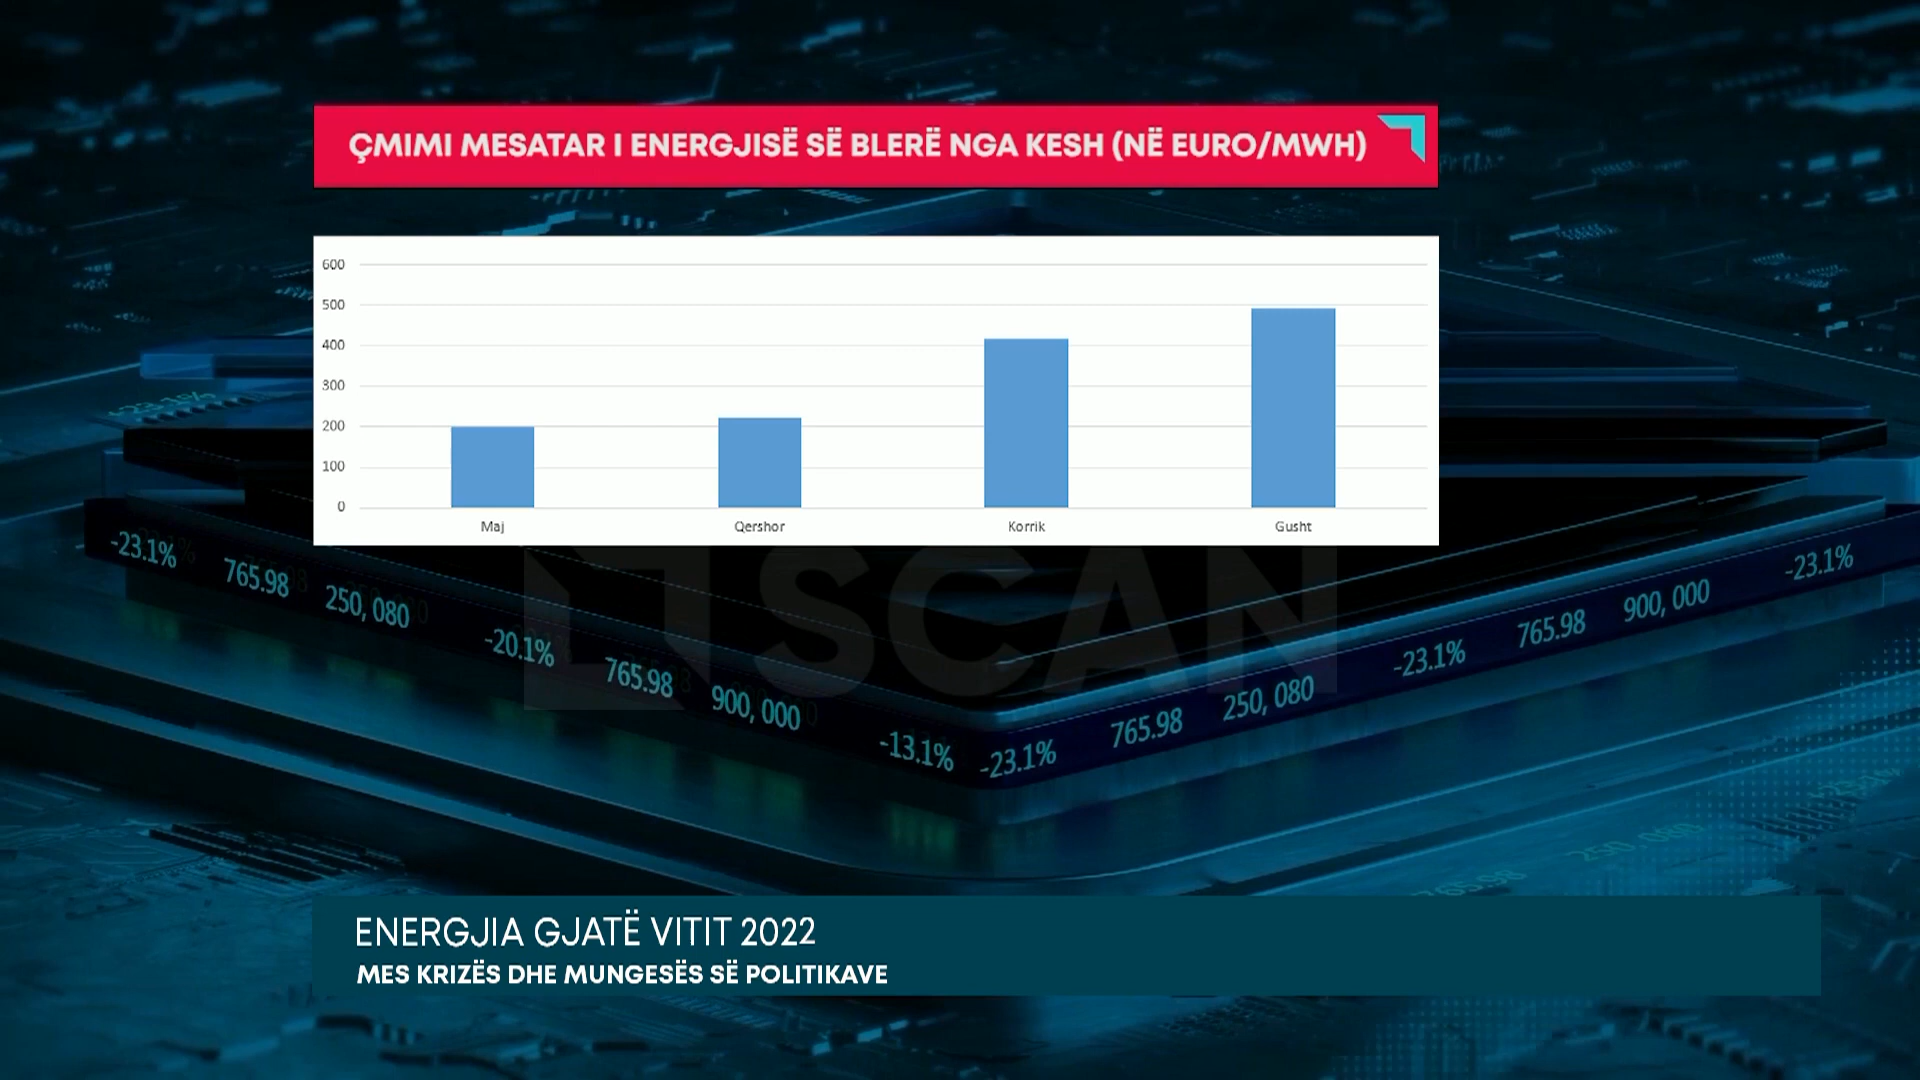 ÇMIMI MESATAR I ENERGJISË SË BLERË NGA KESH (NË EURO/MWH)
600
500
400
300
200
100
0
Maj Qershor Korrik Gusht
SCAN
-23.1% 765.98 250, 080 -20.1% 765.98 900, 000 -13.1%
-23.1% 765.98 250, 080 -23.1% 765.98 900, 000 -23.1%
ENERGJIA GJATË VITIT 2022
MES KRIZËS DHE MUNGESËS SË POLITIKAVE